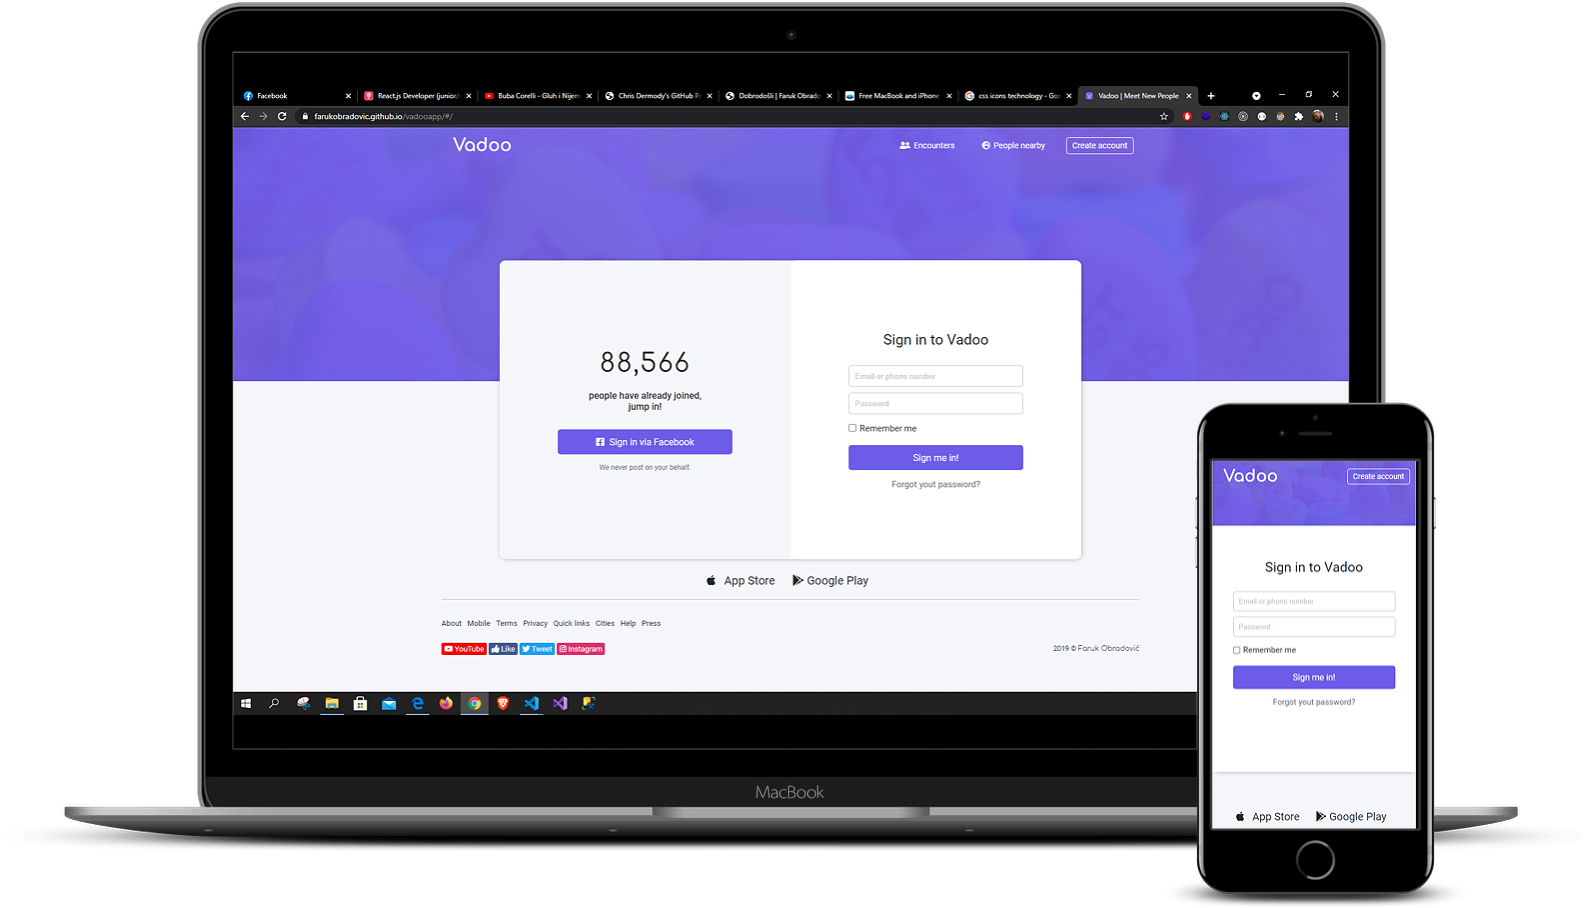 Facebook
React.js Developer (junior/
Buba Corelli - Gluh i Nijem
Chris Dermody's GitHub P
Dobrodošli | Faruk Obrado
Free MacBook and iPhone
css icons technology - Goo
Vadoo | Meet New People
farukobradovic.github.io/vadooapp/#/
Vadoo
Encounters
People nearby
Create account
88,566
people have already joined,
jump in!
Sign in via Facebook
We never post on your behalf.
Sign in to Vadoo
Email or phone number
Password
Remember me
Sign me in!
Forgot yout password?
App Store
Google Play
About Mobile Terms Privacy Quick links Cities Help Press
YouTube Like Tweet Instagram
2019 © Faruk Obradović
MacBook
Vadoo
Create account
Sign in to Vadoo
Email or phone number
Password
Remember me
Sign me in!
Forgot yout password?
App Store
Google Play